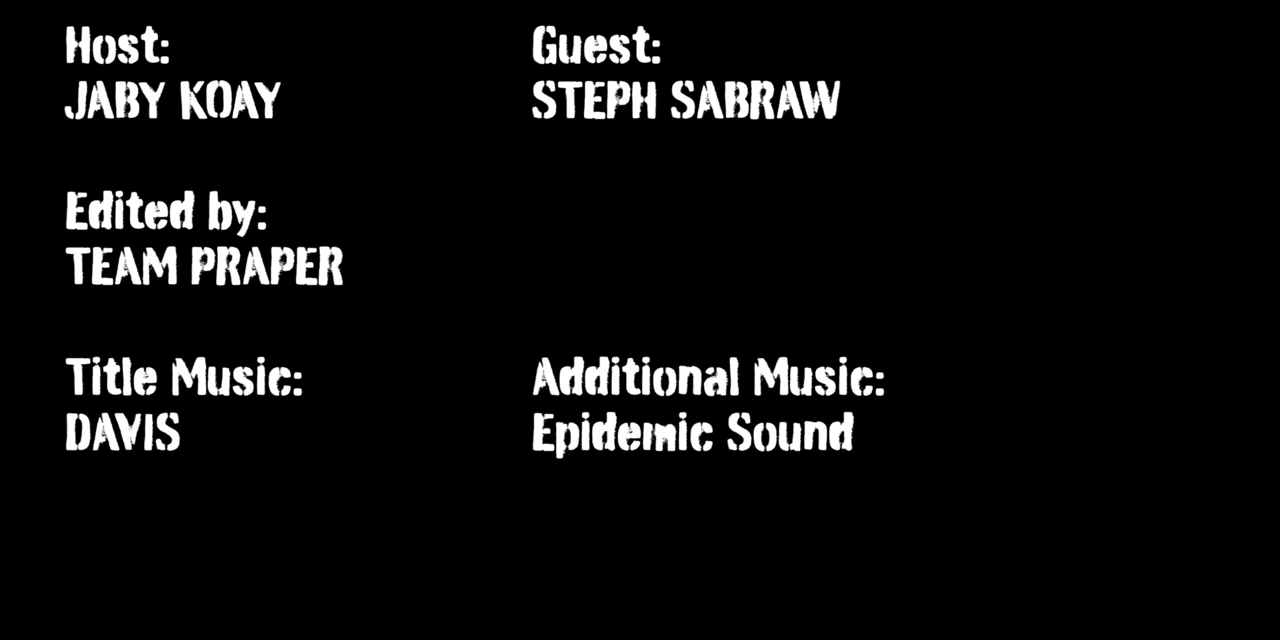 Host:
JABY KOAY
Guest:
STEPH SABRAW
Edited by:
TEAM PRAPER
Title Music:
DAVIS
Additional Music:
Epidemic Sound